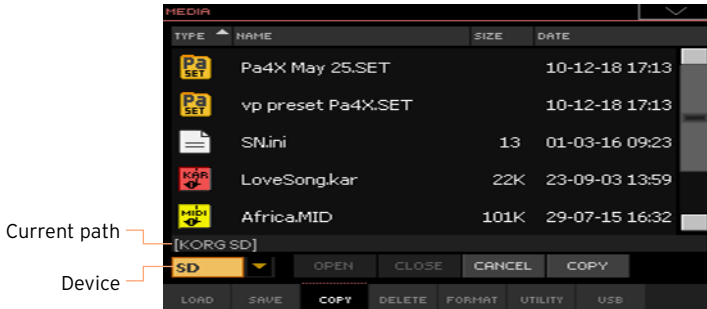 MEDIA
TYPE NAME SIZE DATE
Pa SET Pa4X May 25.SET 10-12-18 17:13
Pa SET vp preset Pa4X.SET 10-12-18 17:13
SN.ini 13 01-03-16 09:23
KAR LoveSong.kar 22K 23-09-03 13:59
MIDI Africa.MID 101K 29-07-15 16:32
Current path
[KORG SD]
Device
SD OPEN CLOSE CANCEL COPY
LOAD SAVE COPY DELETE FORMAT UTILITY USB